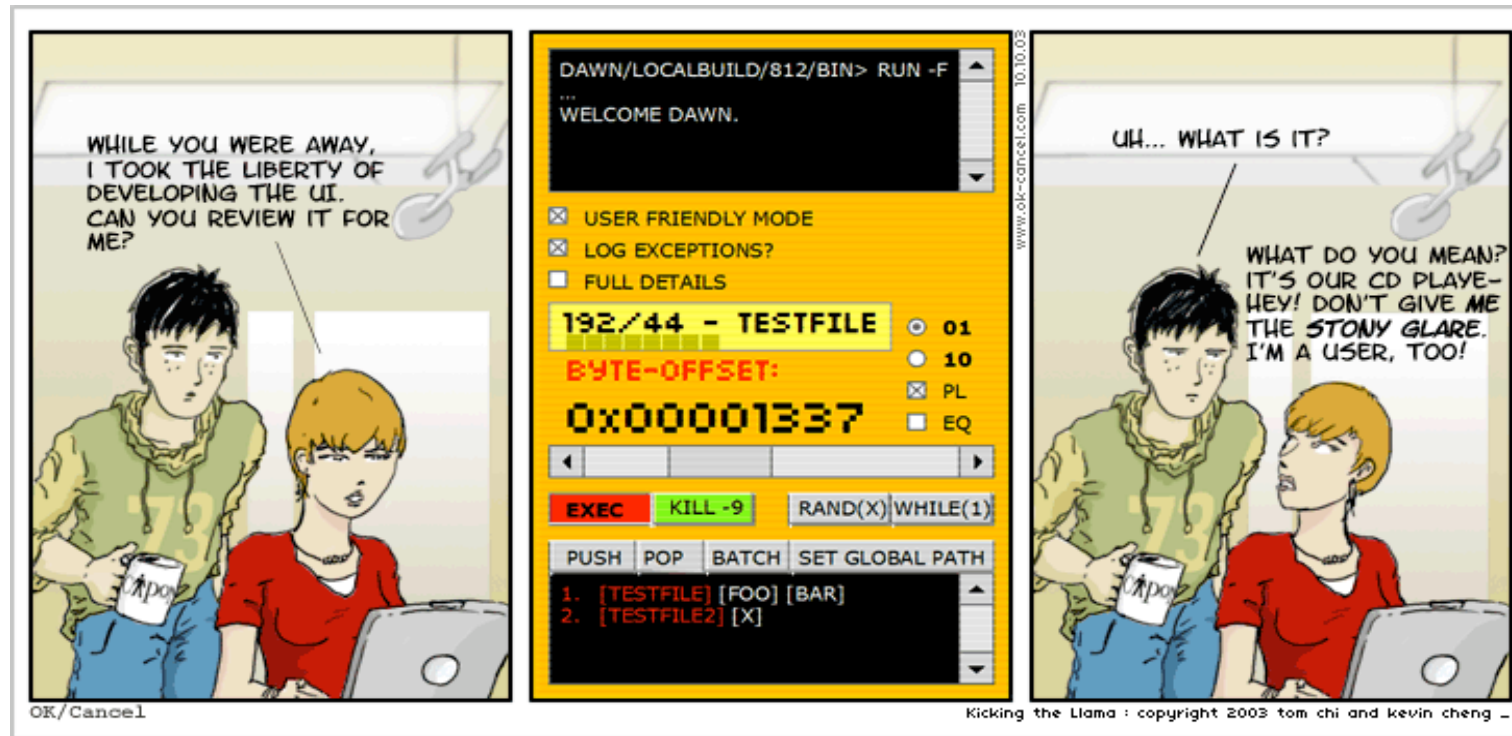 WHILE YOU WERE AWAY,
I TOOK THE LIBERTY OF
DEVELOPING THE UI.
CAN YOU REVIEW IT FOR
ME?
73
DAWN/LOCALBUILD/812/BIN> RUN -F
...
WELCOME DAWN.
USER FRIENDLY MODE
LOG EXCEPTIONS?
FULL DETAILS
192/44 - TESTFILE
01
10
BYTE-OFFSET:
PL
0x00001337
EQ
EXEC KILL -9 RAND(X) WHILE(1)
PUSH POP BATCH SET GLOBAL PATH
1. [TESTFILE] [FOO] [BAR]
2. [TESTFILE2] [X]
www.ok-cancel.com 10.10.03
UH... WHAT IS IT?
WHAT DO YOU MEAN?
IT'S OUR CD PLAYE-
HEY! DON'T GIVE ME
THE STONY GLARE.
I'M A USER, TOO!
73
OK/Cancel
Kicking the Llama : copyright 2003 tom chi and kevin cheng _